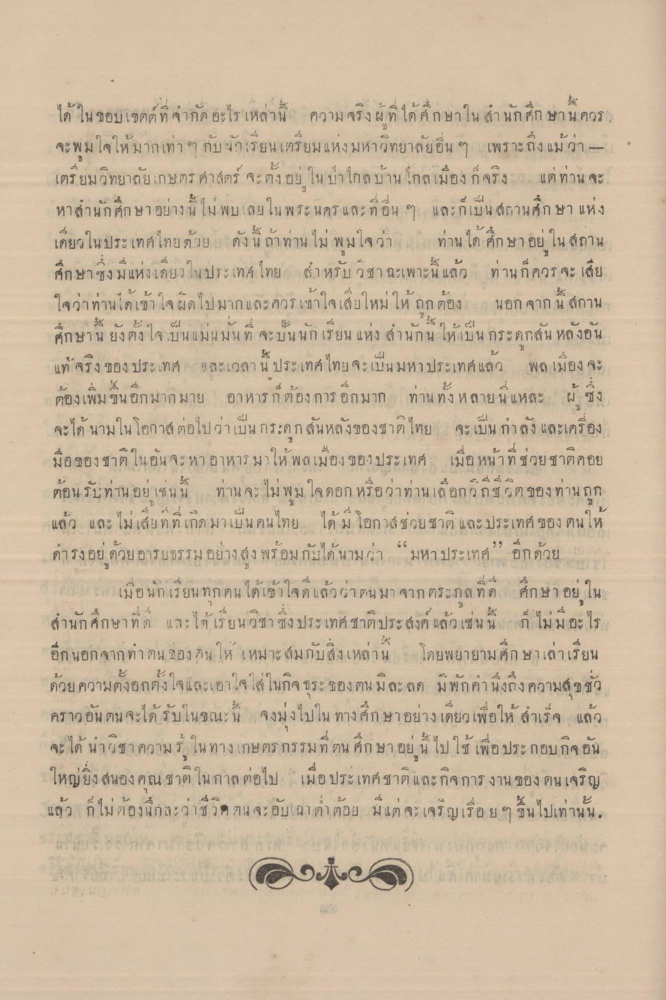 ได้ ในขอบเขตต์ที่จำกัดอะไรเหล่านี้ ความจริงผู้ที่ได้ศึกษาในสำนักศึกษานี้ควร
จะพูมใจให้มากเท่า ๆ กับนักเรียนเตรียมแห่งมหาวิทยาลัยอื่น ๆ เพราะถึงแม้ว่า —
เตรียมวิทยาลัยเกษตรศาสตร์ จะตั้งอยู่ในป่าไกลบ้านไกลเมืองก็จริง แต่ท่านจะ
หาสำนักศึกษาอย่างนี้ไม่พบเลยในพระนครและที่อื่น ๆ และก็เป็นสถานศึกษาแห่ง
เดียวในประเทศไทยด้วย ดังนี้ถ้าท่านไม่พูมใจว่า ท่านได้ศึกษาอยู่ในสถาน
ศึกษาซึ่งมีแห่งเดียวในประเทศไทย สำหรับวิชาฉะเพาะนี้แล้ว ท่านก็ควรจะเสีย
ใจว่าท่านได้เข้าใจผิดไปมากและควรเข้าใจเสียใหม่ให้ถูกต้อง นอกจากนี้สถาน
ศึกษานี้ ยังตั้งใจเป็นแม่นมั่นที่จะปั้นนักเรียนแห่งสำนักนี้ให้เป็นกระดูกสันหลังอัน
แท้จริงของประเทศ และเวลานี้ประเทศไทยจะเป็นมหาประเทศแล้ว พลเมืองจะ
ต้องเพิ่มขึ้นอีกมากมาย อาหารก็ต้องการอีกมาก ท่านทั้งหลายนี่แหละ ผู้ซึ่ง
จะได้นามในโอกาสต่อไปว่าเป็นกระดูกสันหลังของชาติไทย จะเป็นกำลังและเครื่อง
มือของชาติในอันจะหาอาหารมาให้พลเมืองของประเทศ เมื่อหน้าที่ช่วยชาติคอย
ต้อนรับท่านอยู่เช่นนี้ ท่านจะไม่พูมใจดอกหรือว่าท่านเลือกวิถีชีวิตของท่านถูก
แล้ว และไม่เสียทีที่เกิดมาเป็นคนไทย ได้มีโอกาสช่วยชาติและประเทศของตนให้
ดำรงอยู่ด้วยอารยธรรมอย่างสูงพร้อมกับได้นามว่า “มหาประเทศ” อีกด้วย
เมื่อนักเรียนทุกคนได้เข้าใจดีแล้วว่าตนมาจากตระกูลที่ดี ศึกษาอยู่ใน
สำนักศึกษาที่ดี และได้เรียนวิชาซึ่งประเทศชาติประสงค์แล้วเช่นนี้ ก็ไม่มีอะไร
อีกนอกจากทำตนของตนให้เหมาะสมกับสิ่งเหล่านี้ โดยพยายามศึกษาเล่าเรียน
ด้วยความตั้งอกตั้งใจและเอาใจใส่ในกิจธุระของตนมิละลด มิพักคำนึงถึงความสุขชั่ว
คราวอันตนจะได้รับในขณะนี้ จงมุ่งไปในทางศึกษาอย่างเดียวเพื่อให้สำเร็จ แล้ว
จะได้นำวิชาความรู้ในทางเกษตรกรรมที่ตนศึกษาอยู่นี้ไปใช้เพื่อประกอบกิจอัน
ใหญ่ยิ่งสนองคุณชาติในกาลต่อไป เมื่อประเทศชาติและกิจการงานของตนเจริญ
แล้ว ก็ไม่ต้องนึกละว่าชีวิตตนจะอับเฉาต่ำต้อย มีแต่จะเจริญเรื่อย ๆ ขึ้นไปเท่านั้น.